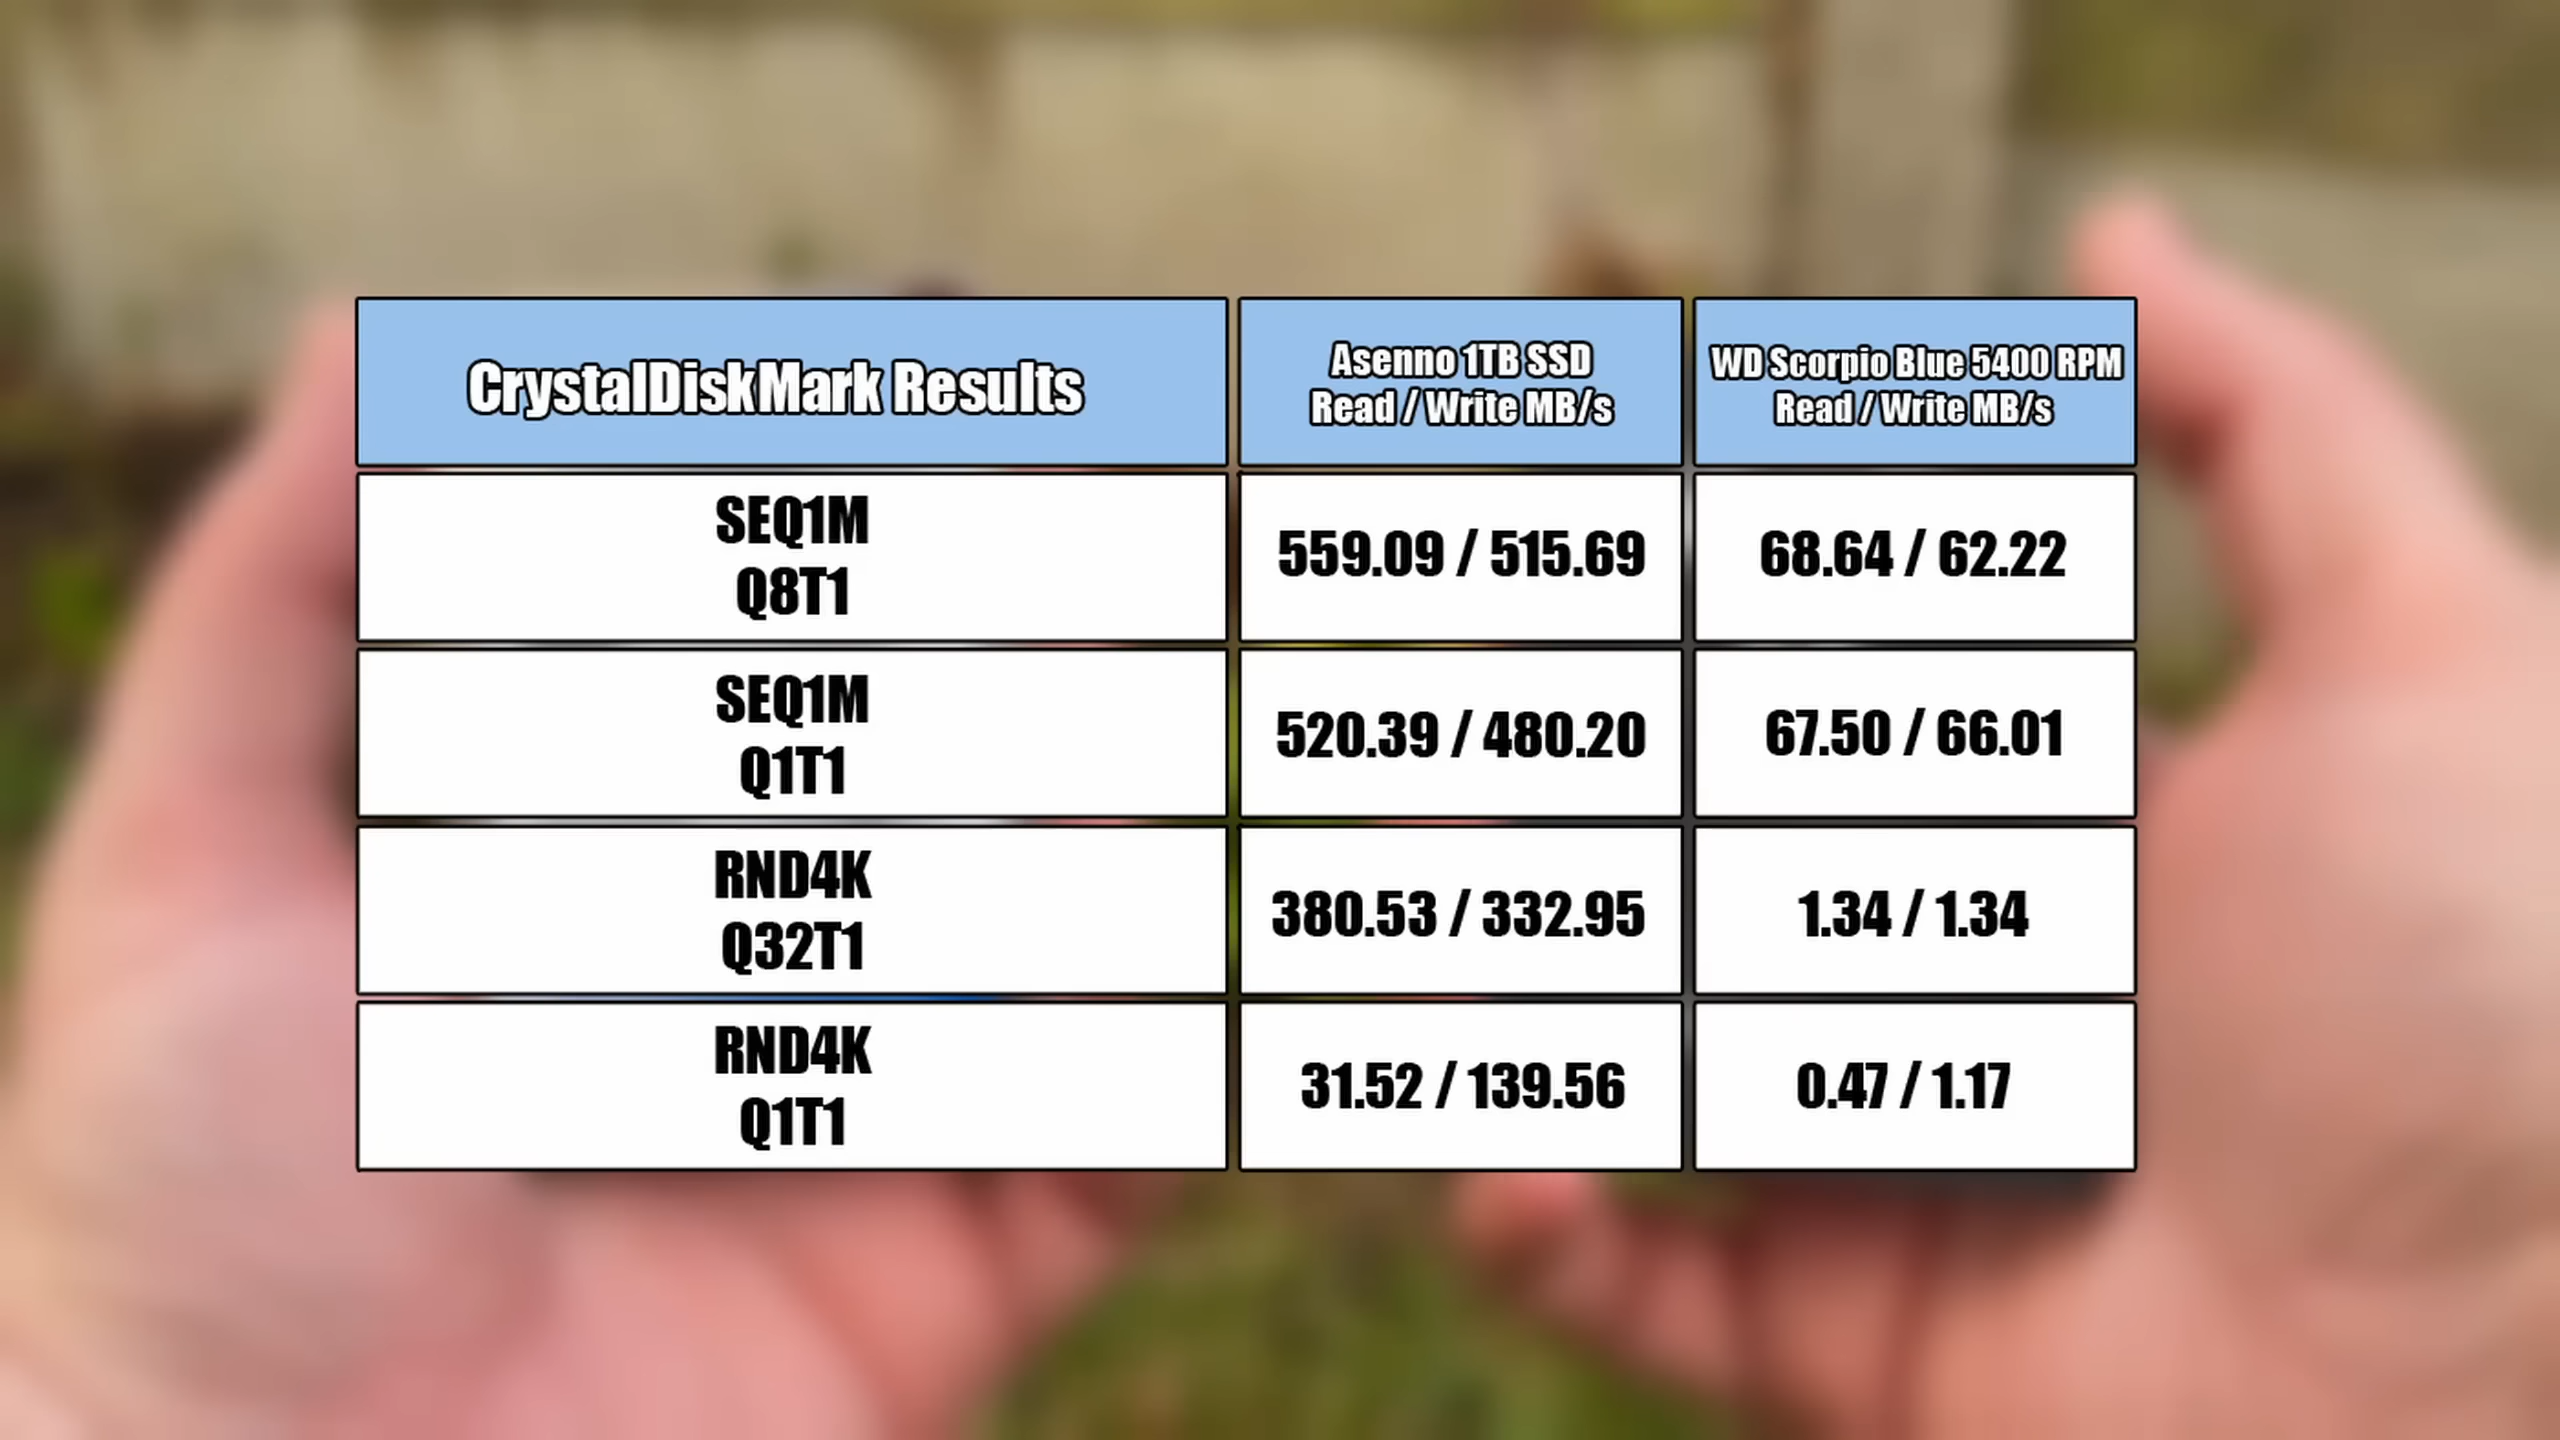 CrystalDiskMark Results
Asenno 1TB SSD
Read / Write MB/s
WD Scorpio Blue 5400 RPM
Read / Write MB/s
SEQ1M
Q8T1
559.09 / 515.69
68.64 / 62.22
SEQ1M
Q1T1
520.39 / 480.20
67.50 / 66.01
RND4K
Q32T1
380.53 / 332.95
1.34 / 1.34
RND4K
Q1T1
31.52 / 139.56
0.47 / 1.17